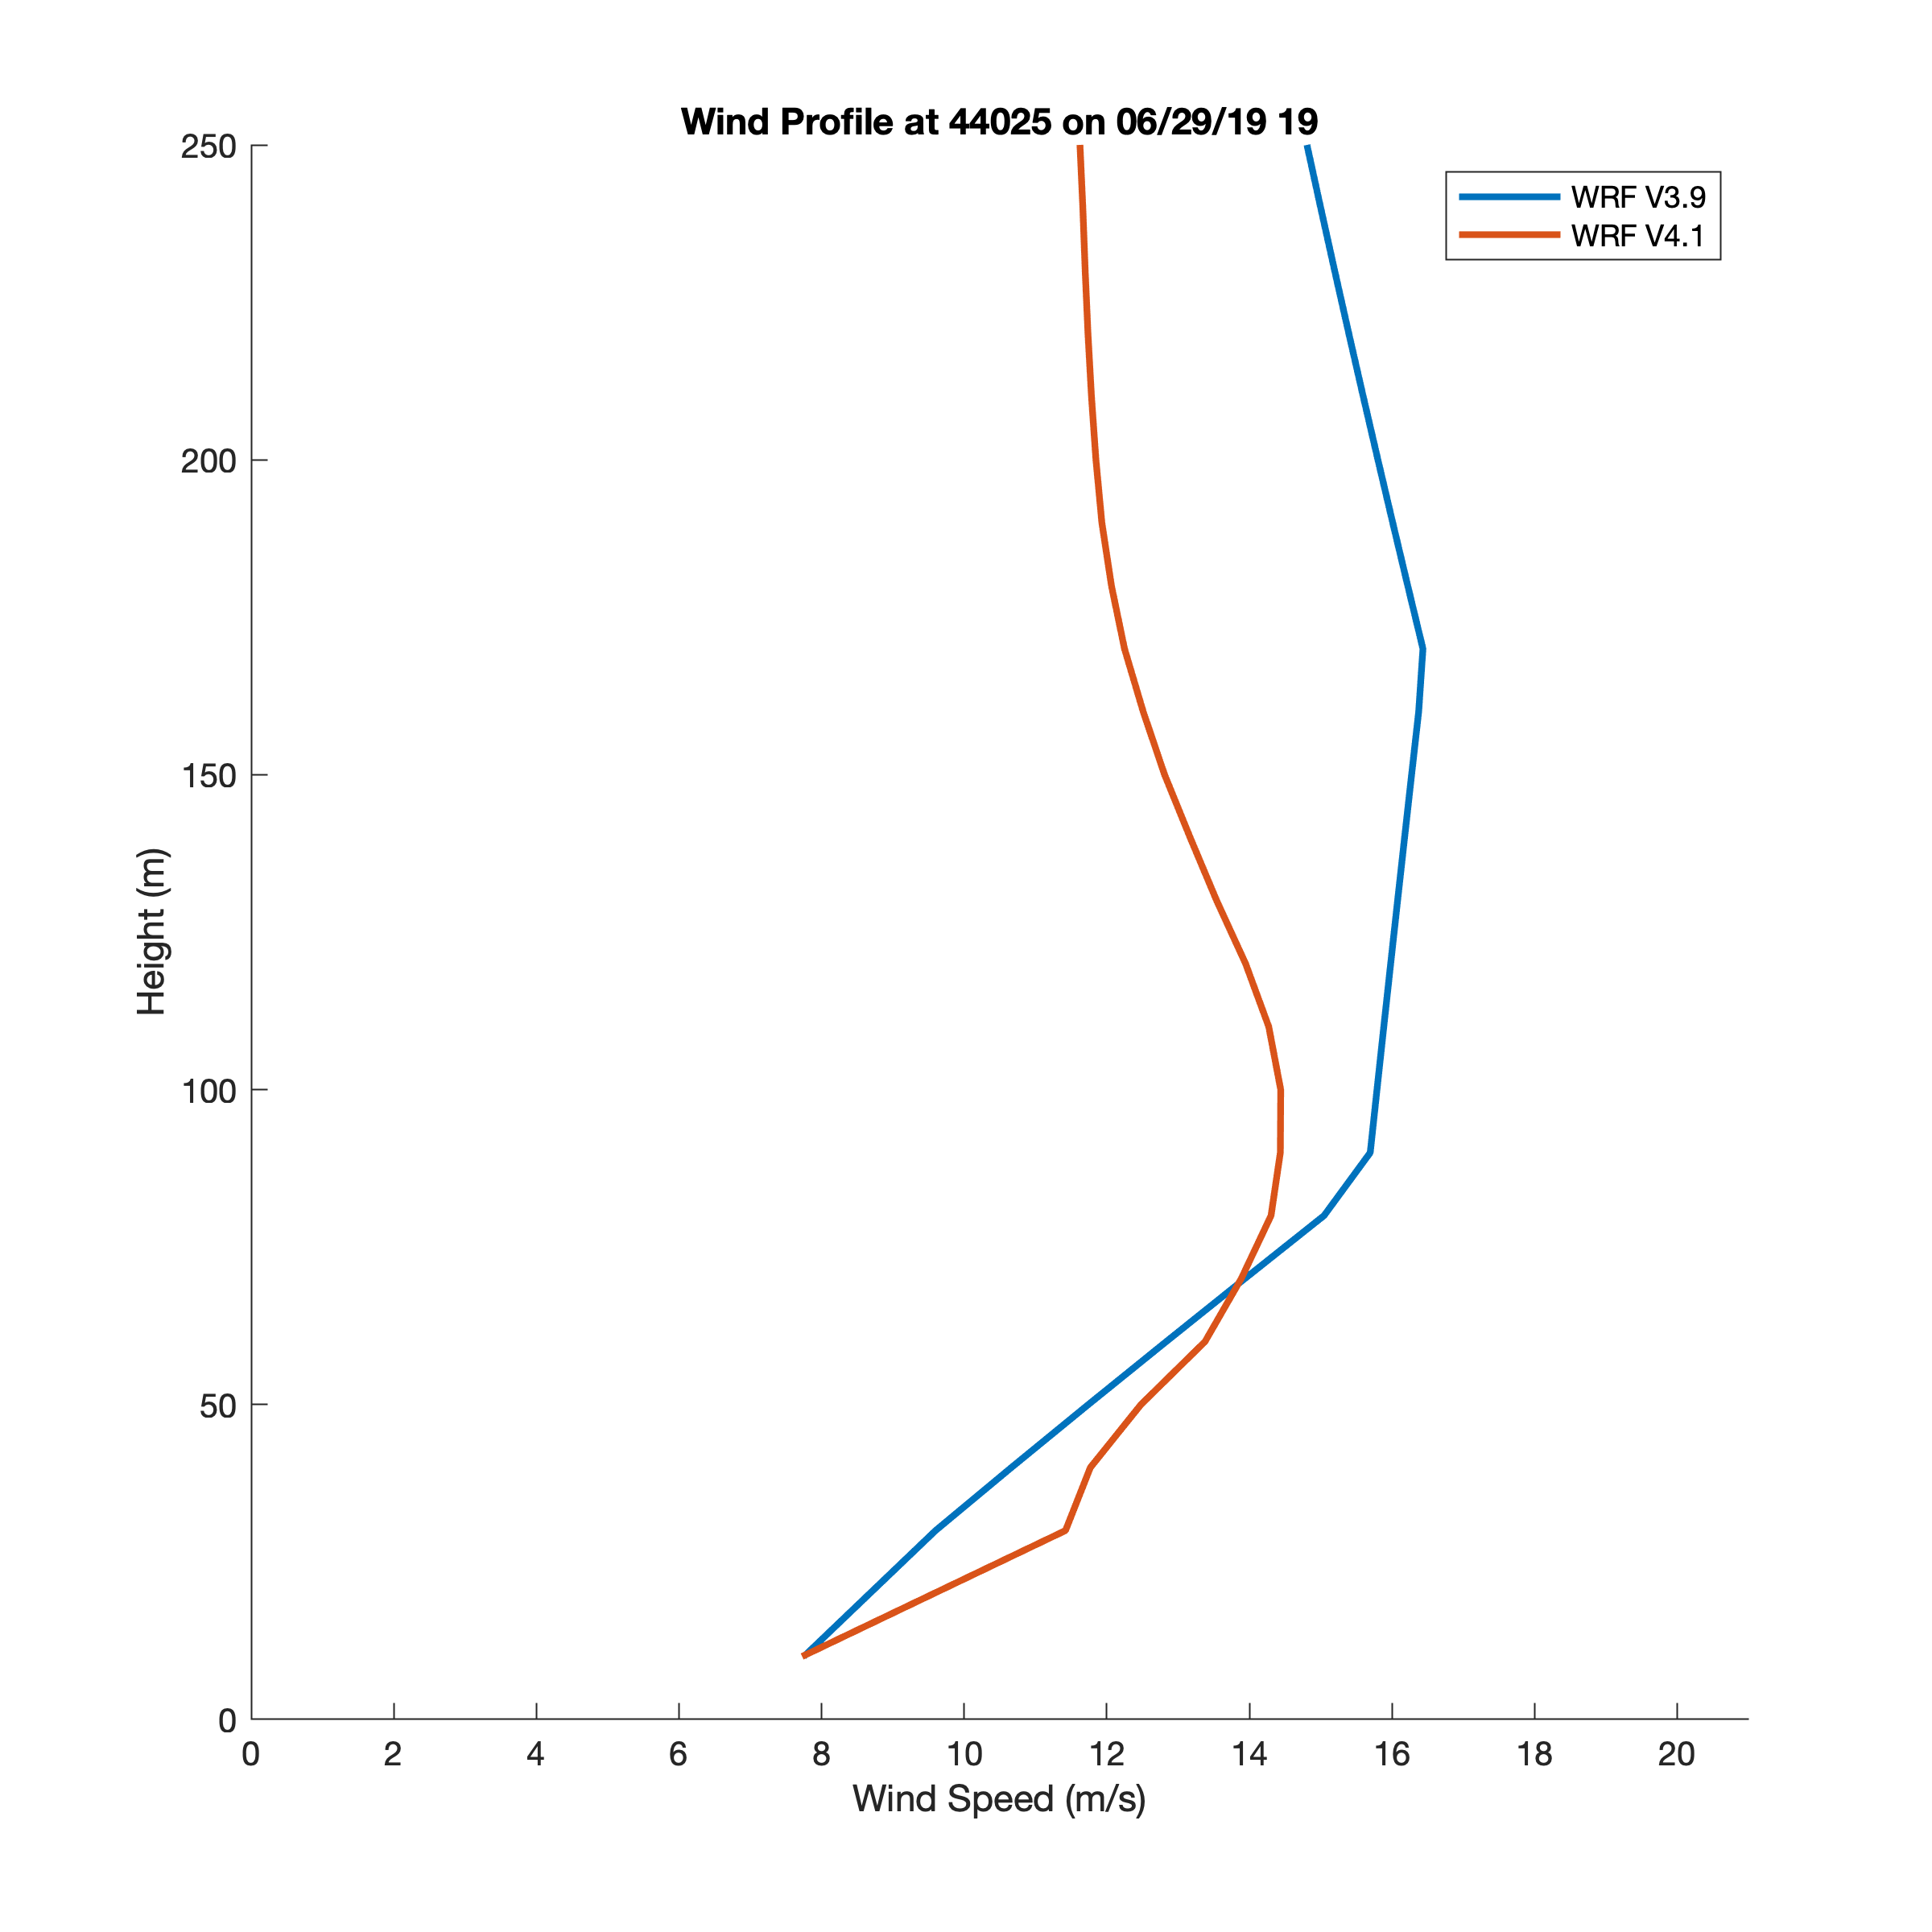 Wind Profile at 44025 on 06/29/19 19
WRF V3.9
WRF V4.1
250
200
150
100
50
0
Height (m)
0 2 4 6 8 10 12 14 16 18 20
Wind Speed (m/s)